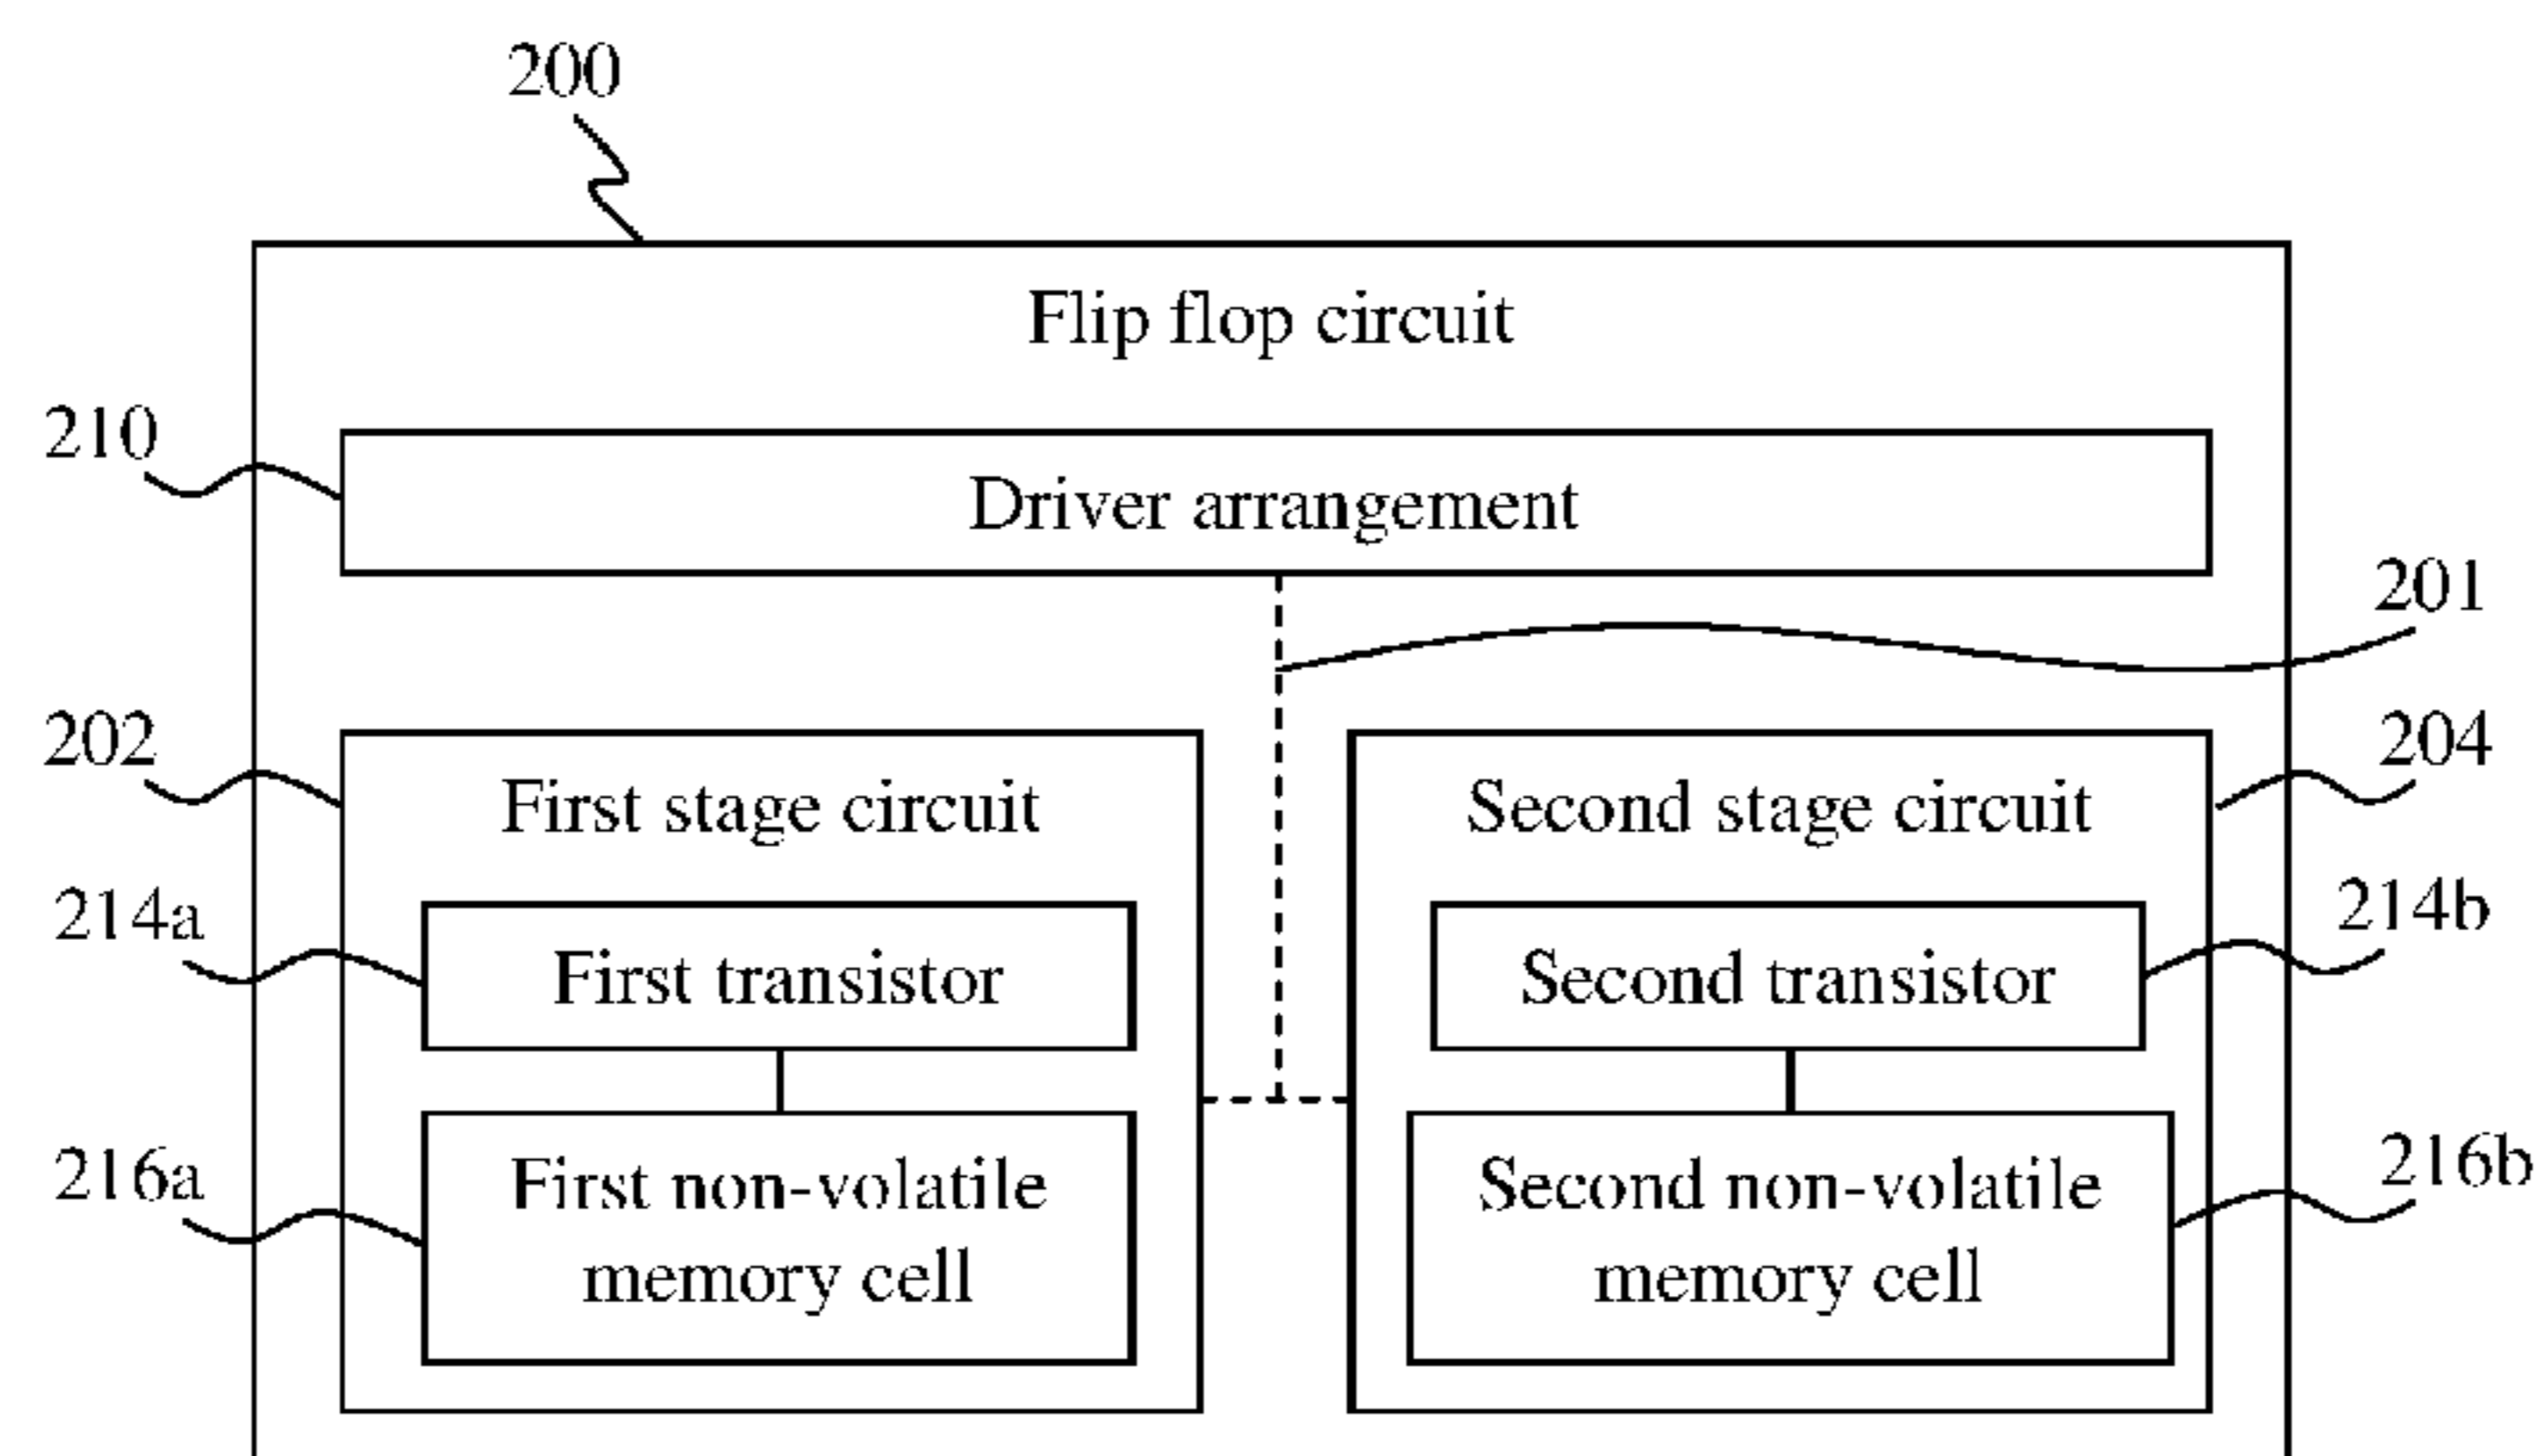 200
Flip flop circuit
210
Driver arrangement
201
202
First stage circuit
204
Second stage circuit
214a
First transistor
214b
Second transistor
216a
First non-volatile
memory cell
216b
Second non-volatile
memory cell